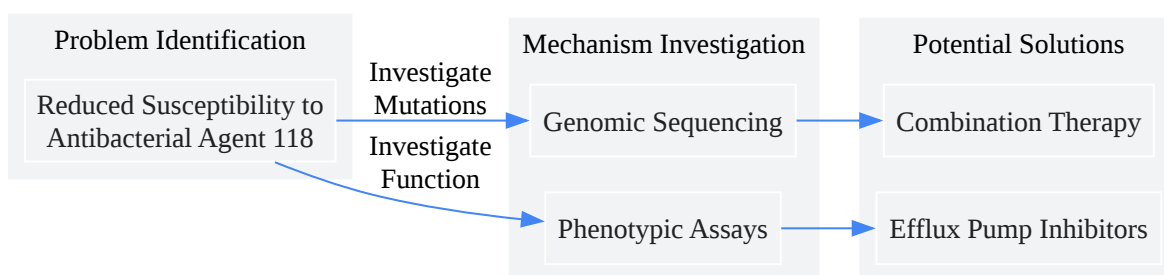 Problem Identification
Reduced Susceptibility to
Antibacterial Agent 118
Investigate
Mutations
Investigate
Function
Mechanism Investigation
Genomic Sequencing
Phenotypic Assays
Potential Solutions
Combination Therapy
Efflux Pump Inhibitors